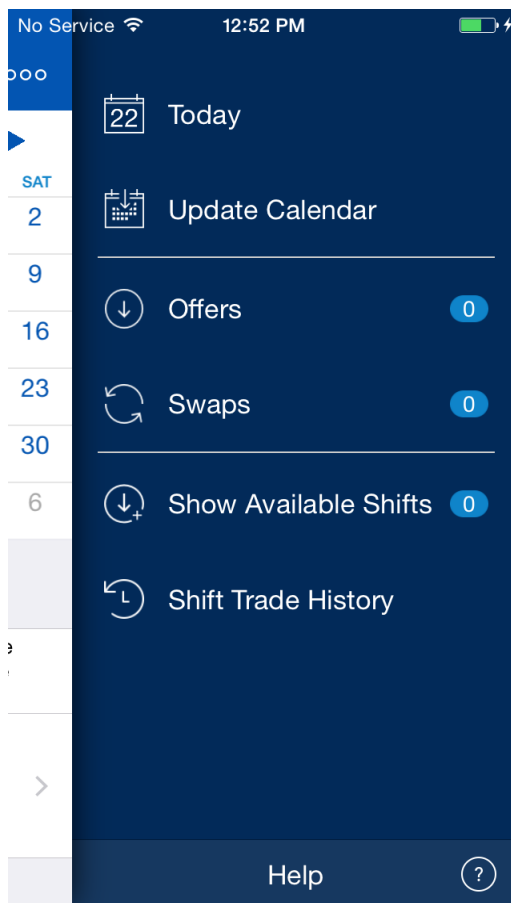 No Service 12:52 PM
22 Today
SAT
2 Update Calendar
9
Offers 0
16
23
Swaps 0
30
6 Show Available Shifts 0
Shift Trade History
e
Help ?